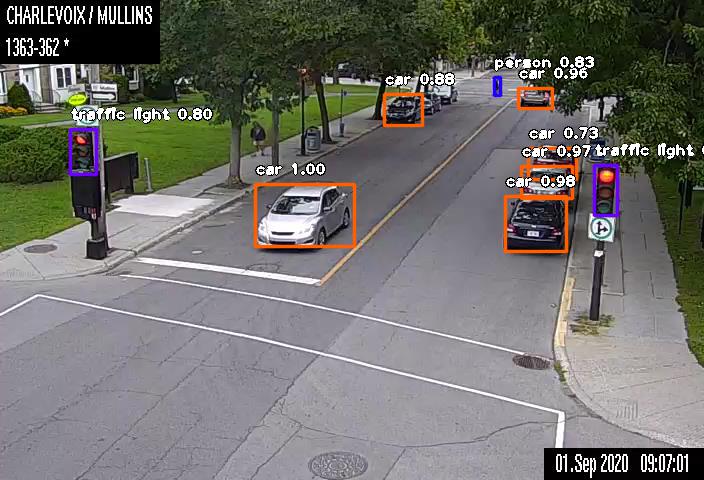 CHARLEVOIX / MULLINS
1363-362 *
person 0.83
car 0.96
car 0.88
traffic light 0.80
car 0.73
car 0.97
traffic light
car 1.00
car 0.98
01.Sep 2020 09:07:01